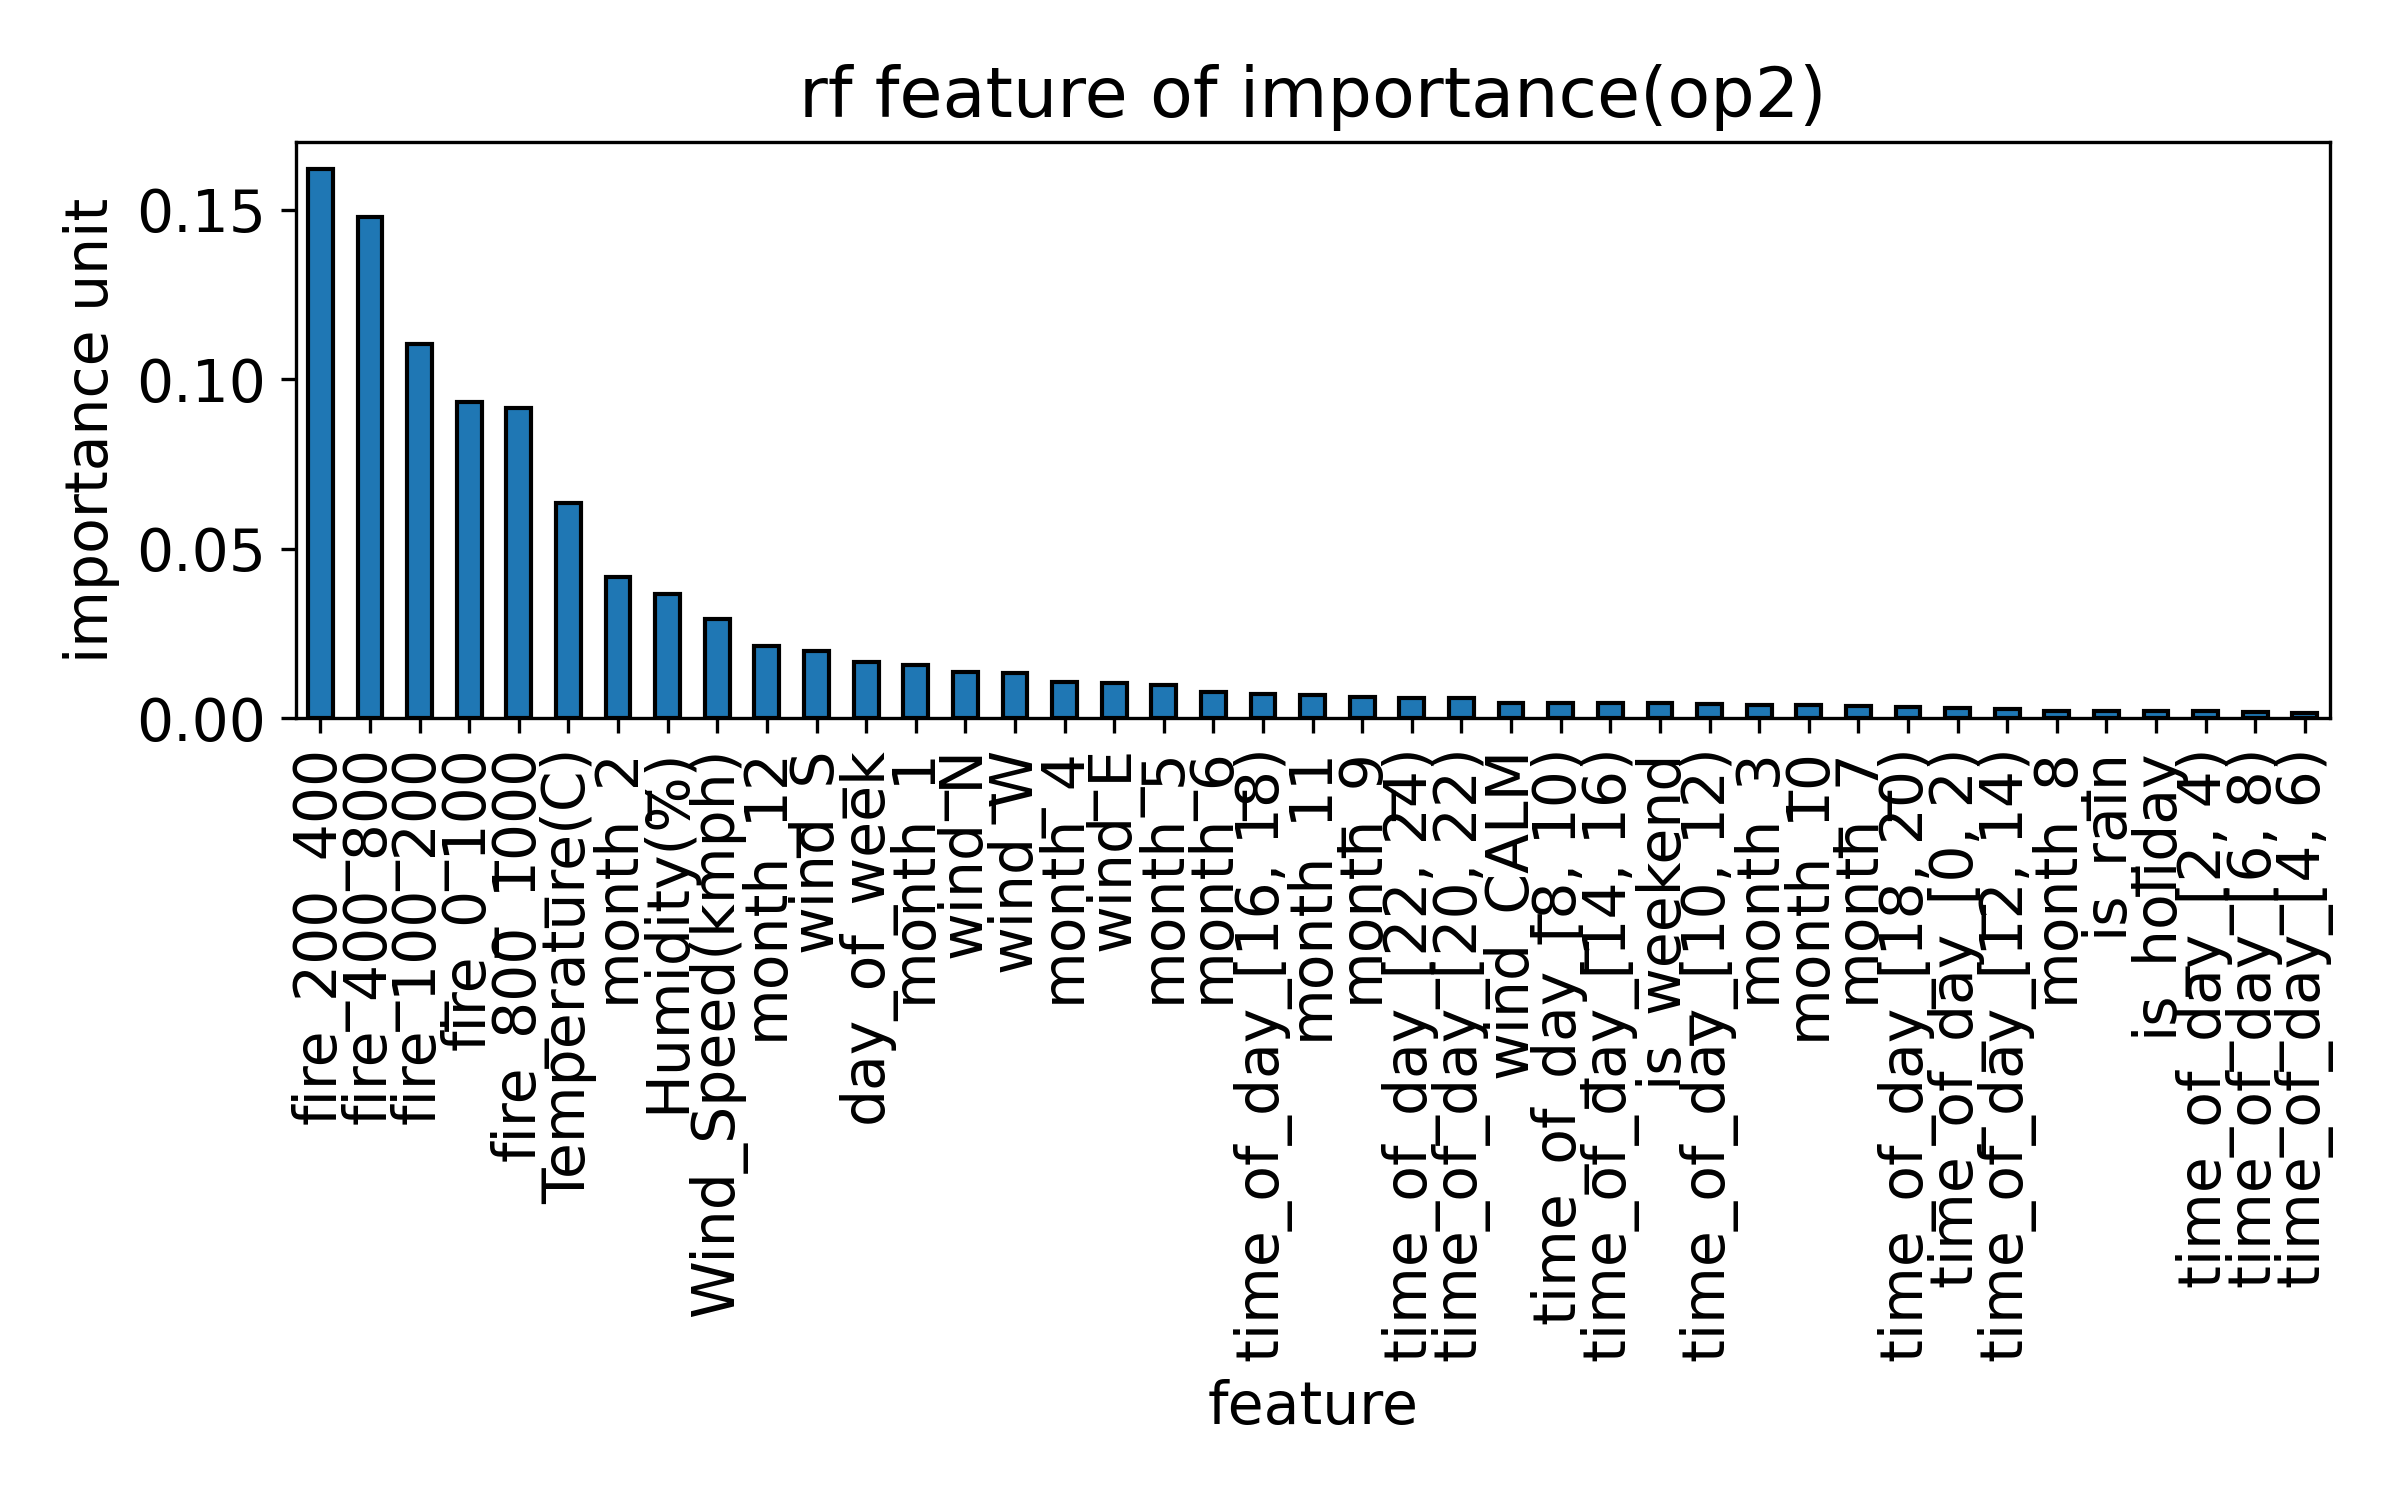 rf feature of importance(op2)
importance unit
0.15
0.10
0.05
0.00
fire_200_400
fire_400_800
fire_100_200
fire_0_100
fire_800_1000
Temperature(C)
month_2
Humidity(%)
Wind_Speed(kmph)
month_12
wind_S
day_of_week
month_1
wind_N
wind_W
month_4
wind_E
month_5
month_6
time_of_day_[16, 18)
month_11
month_9
time_of_day_[22, 24)
time_of_day_[20, 22)
wind_CALM
time_of_day_[8, 10)
time_of_day_[14, 16)
is_weekend
time_of_day_[10, 12)
month_3
month_10
month_7
time_of_day_[18, 20)
time_of_day_[0, 2)
time_of_day_[12, 14)
month_8
is_rain
is_holiday
time_of_day_[2, 4)
time_of_day_[6, 8)
time_of_day_[4, 6)
feature